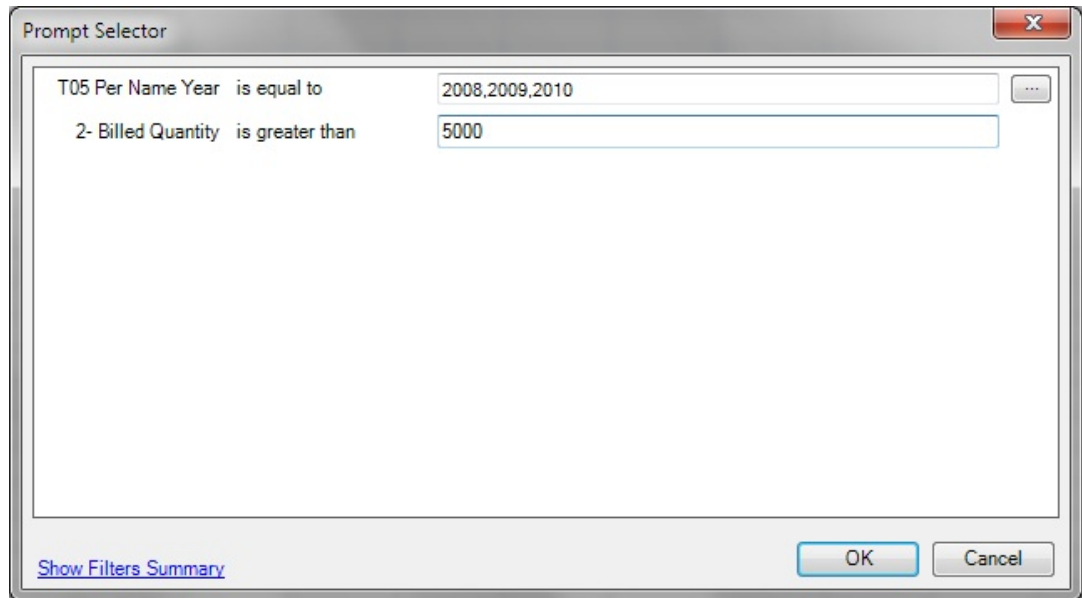 Prompt Selector
T05 Per Name Year is equal to 2008,2009,2010 ...
2- Billed Quantity is greater than 5000
Show Filters Summary OK Cancel